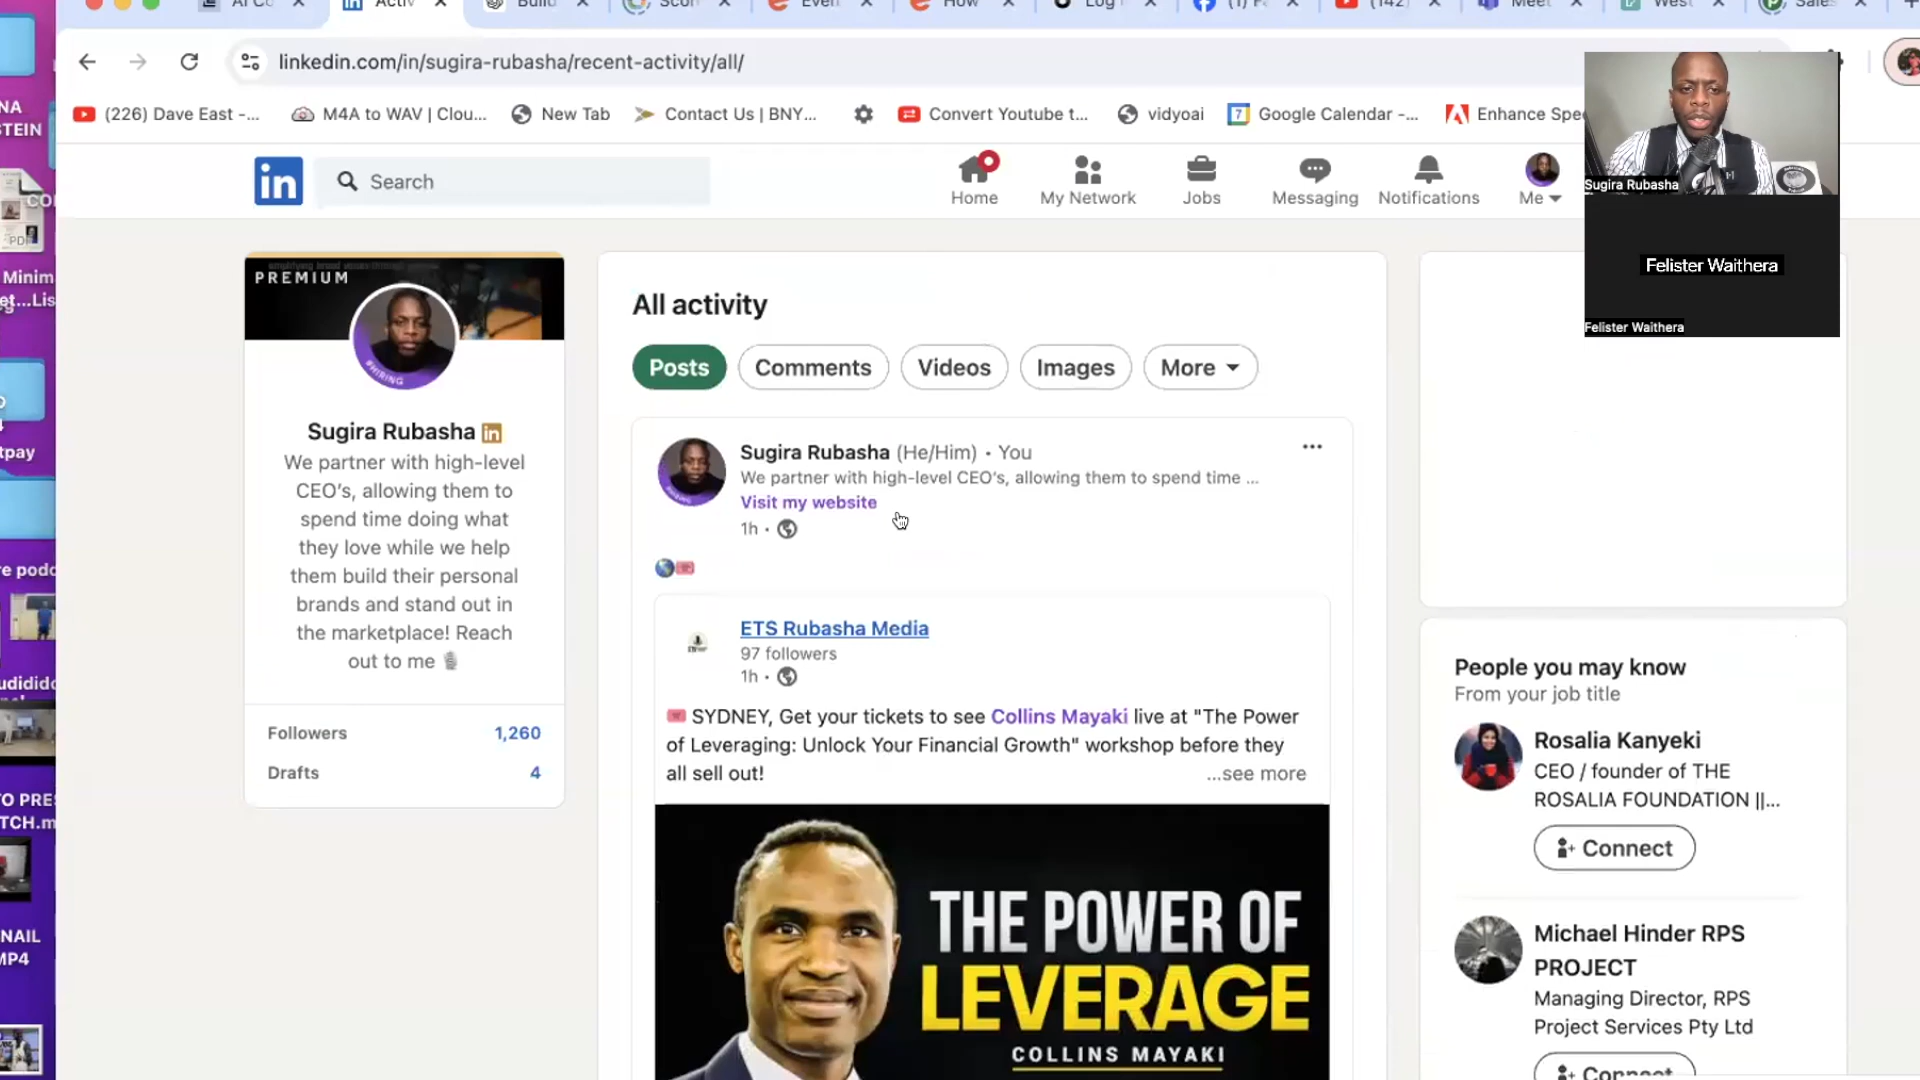 linkedin.com/in/sugira-rubasha/recent-activity/all/
(226) Dave East -...
M4A to WAV | Clou...
New Tab
Contact Us | BNY...
Convert Youtube t...
vidyoai
Google Calendar -...
Enhance Spe
Search
Home
My Network
Jobs
Messaging
Notifications
Me
Sugira Rubasha
Felister Waithera
Felister Waithera
PREMIUM
#HIRING
Sugira Rubasha
We partner with high-level
CEO's, allowing them to
spend time doing what
they love while we help
them build their personal
brands and stand out in
the marketplace! Reach
out to me
Followers 1,260
Drafts 4
All activity
Posts
Comments
Videos
Images
More
Sugira Rubasha (He/Him) • You
We partner with high-level CEO's, allowing them to spend time ...
Visit my website
1h •
ETS Rubasha Media
97 followers
1h •
SYDNEY, Get your tickets to see Collins Mayaki live at "The Power
of Leveraging: Unlock Your Financial Growth" workshop before they
all sell out!
...see more
THE POWER OF
LEVERAGE
COLLINS MAYAKI
People you may know
From your job title
Rosalia Kanyeki
CEO / founder of THE
ROSALIA FOUNDATION ||...
Connect
Michael Hinder RPS
PROJECT
Managing Director, RPS
Project Services Pty Ltd
Connect